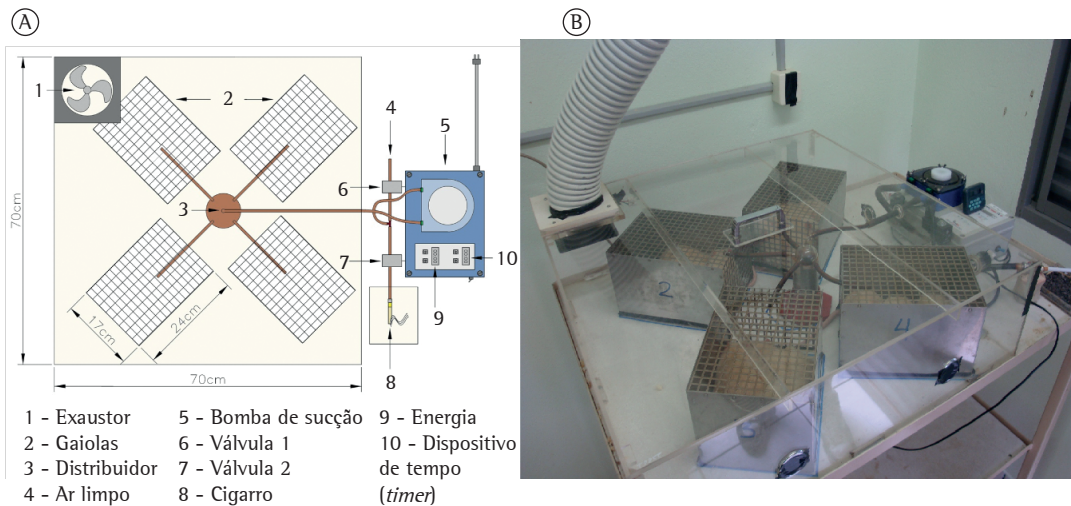 A
B
1
2
3
4
5
6
7
8
9
10
70cm
17cm
24cm
70cm
1 - Exaustor
2 - Gaiolas
3 - Distribuidor
4 - Ar limpo
5 - Bomba de sucção
6 - Válvula 1
7 - Válvula 2
8 - Cigarro
9 - Energia
10 - Dispositivo
de tempo
(timer)
2
4